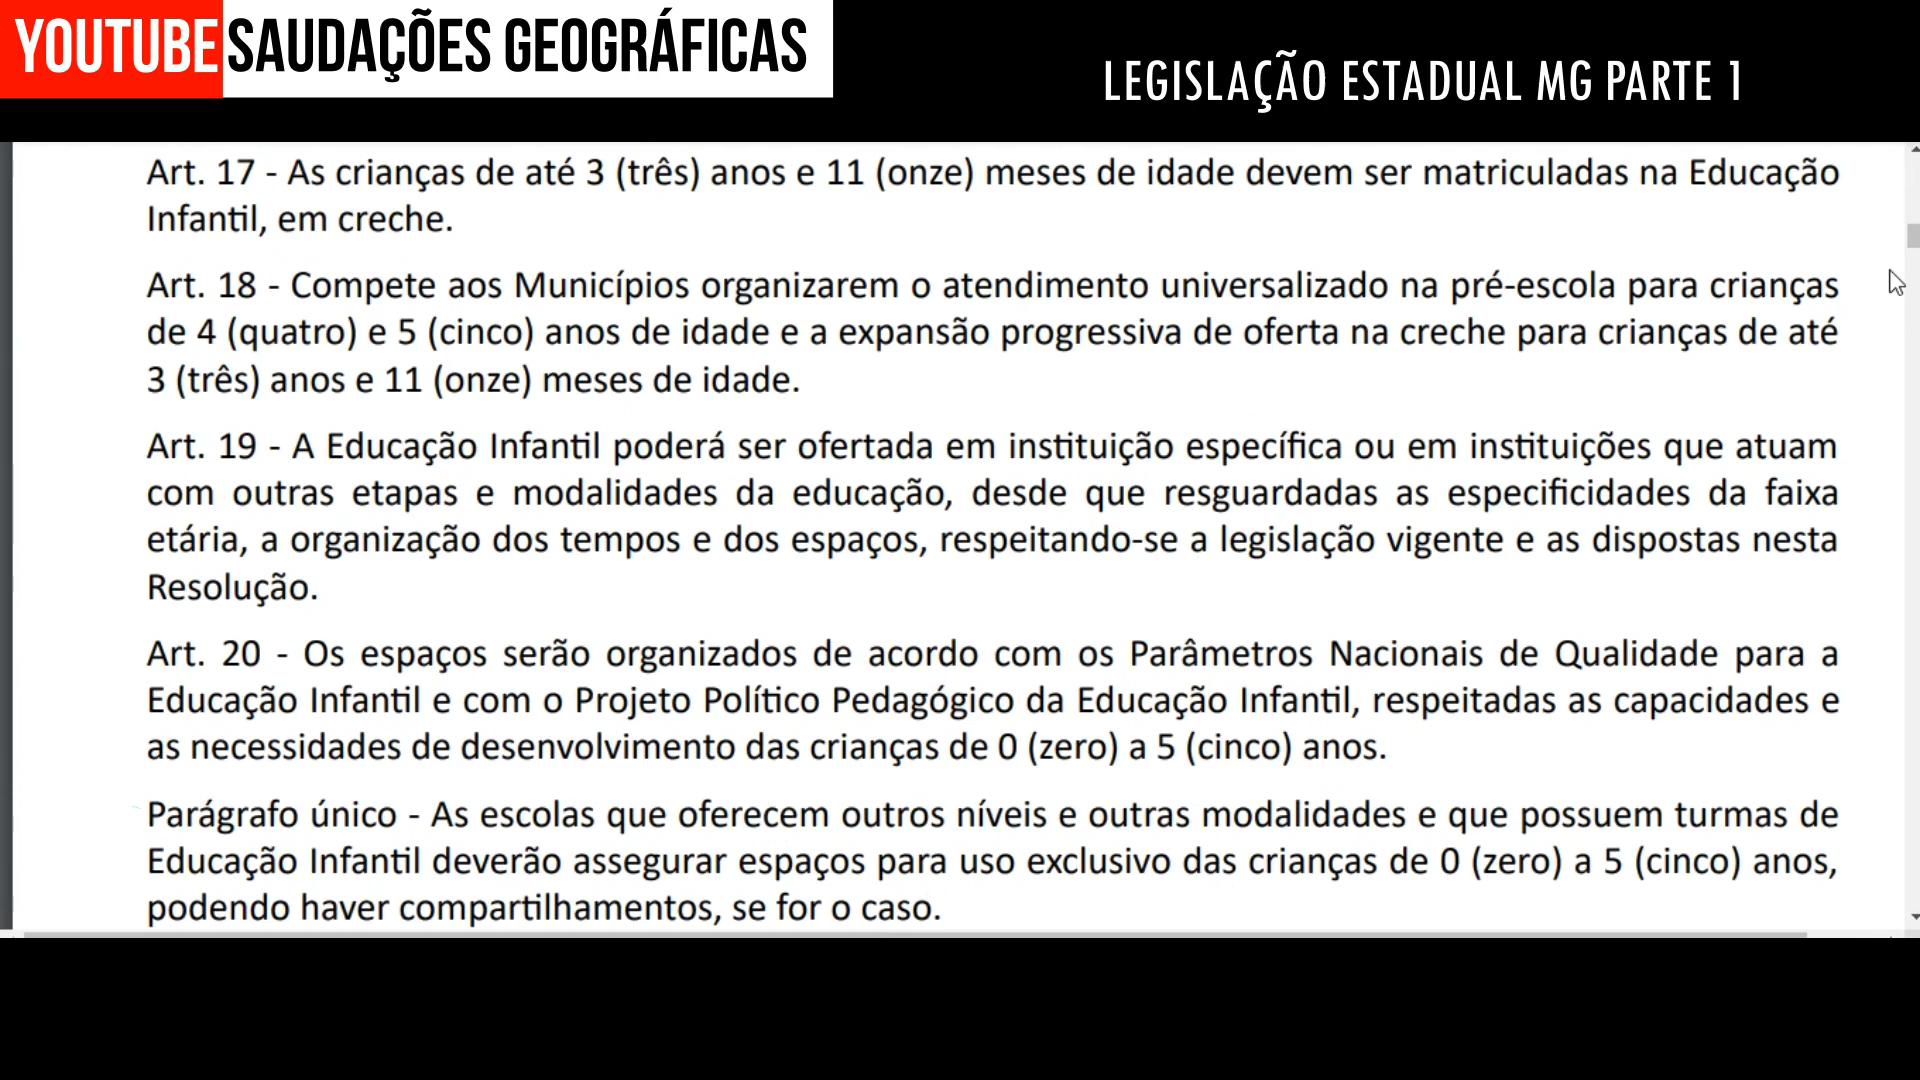 YOUTUBE SAUDAÇÕES GEOGRÁFICAS
LEGISLAÇÃO ESTADUAL MG PARTE 1
Art. 17 - As crianças de até 3 (três) anos e 11 (onze) meses de idade devem ser matriculadas na Educação
Infantil, em creche.
Art. 18 - Compete aos Municípios organizarem o atendimento universalizado na pré-escola para crianças
de 4 (quatro) e 5 (cinco) anos de idade e a expansão progressiva de oferta na creche para crianças de até
3 (três) anos e 11 (onze) meses de idade.
Art. 19 - A Educação Infantil poderá ser ofertada em instituição específica ou em instituições que atuam
com outras etapas e modalidades da educação, desde que resguardadas as especificidades da faixa
etária, a organização dos tempos e dos espaços, respeitando-se a legislação vigente e as dispostas nesta
Resolução.
Art. 20 - Os espaços serão organizados de acordo com os Parâmetros Nacionais de Qualidade para a
Educação Infantil e com o Projeto Político Pedagógico da Educação Infantil, respeitadas as capacidades e
as necessidades de desenvolvimento das crianças de 0 (zero) a 5 (cinco) anos.
Parágrafo único - As escolas que oferecem outros níveis e outras modalidades e que possuem turmas de
Educação Infantil deverão assegurar espaços para uso exclusivo das crianças de 0 (zero) a 5 (cinco) anos,
podendo haver compartilhamentos, se for o caso.